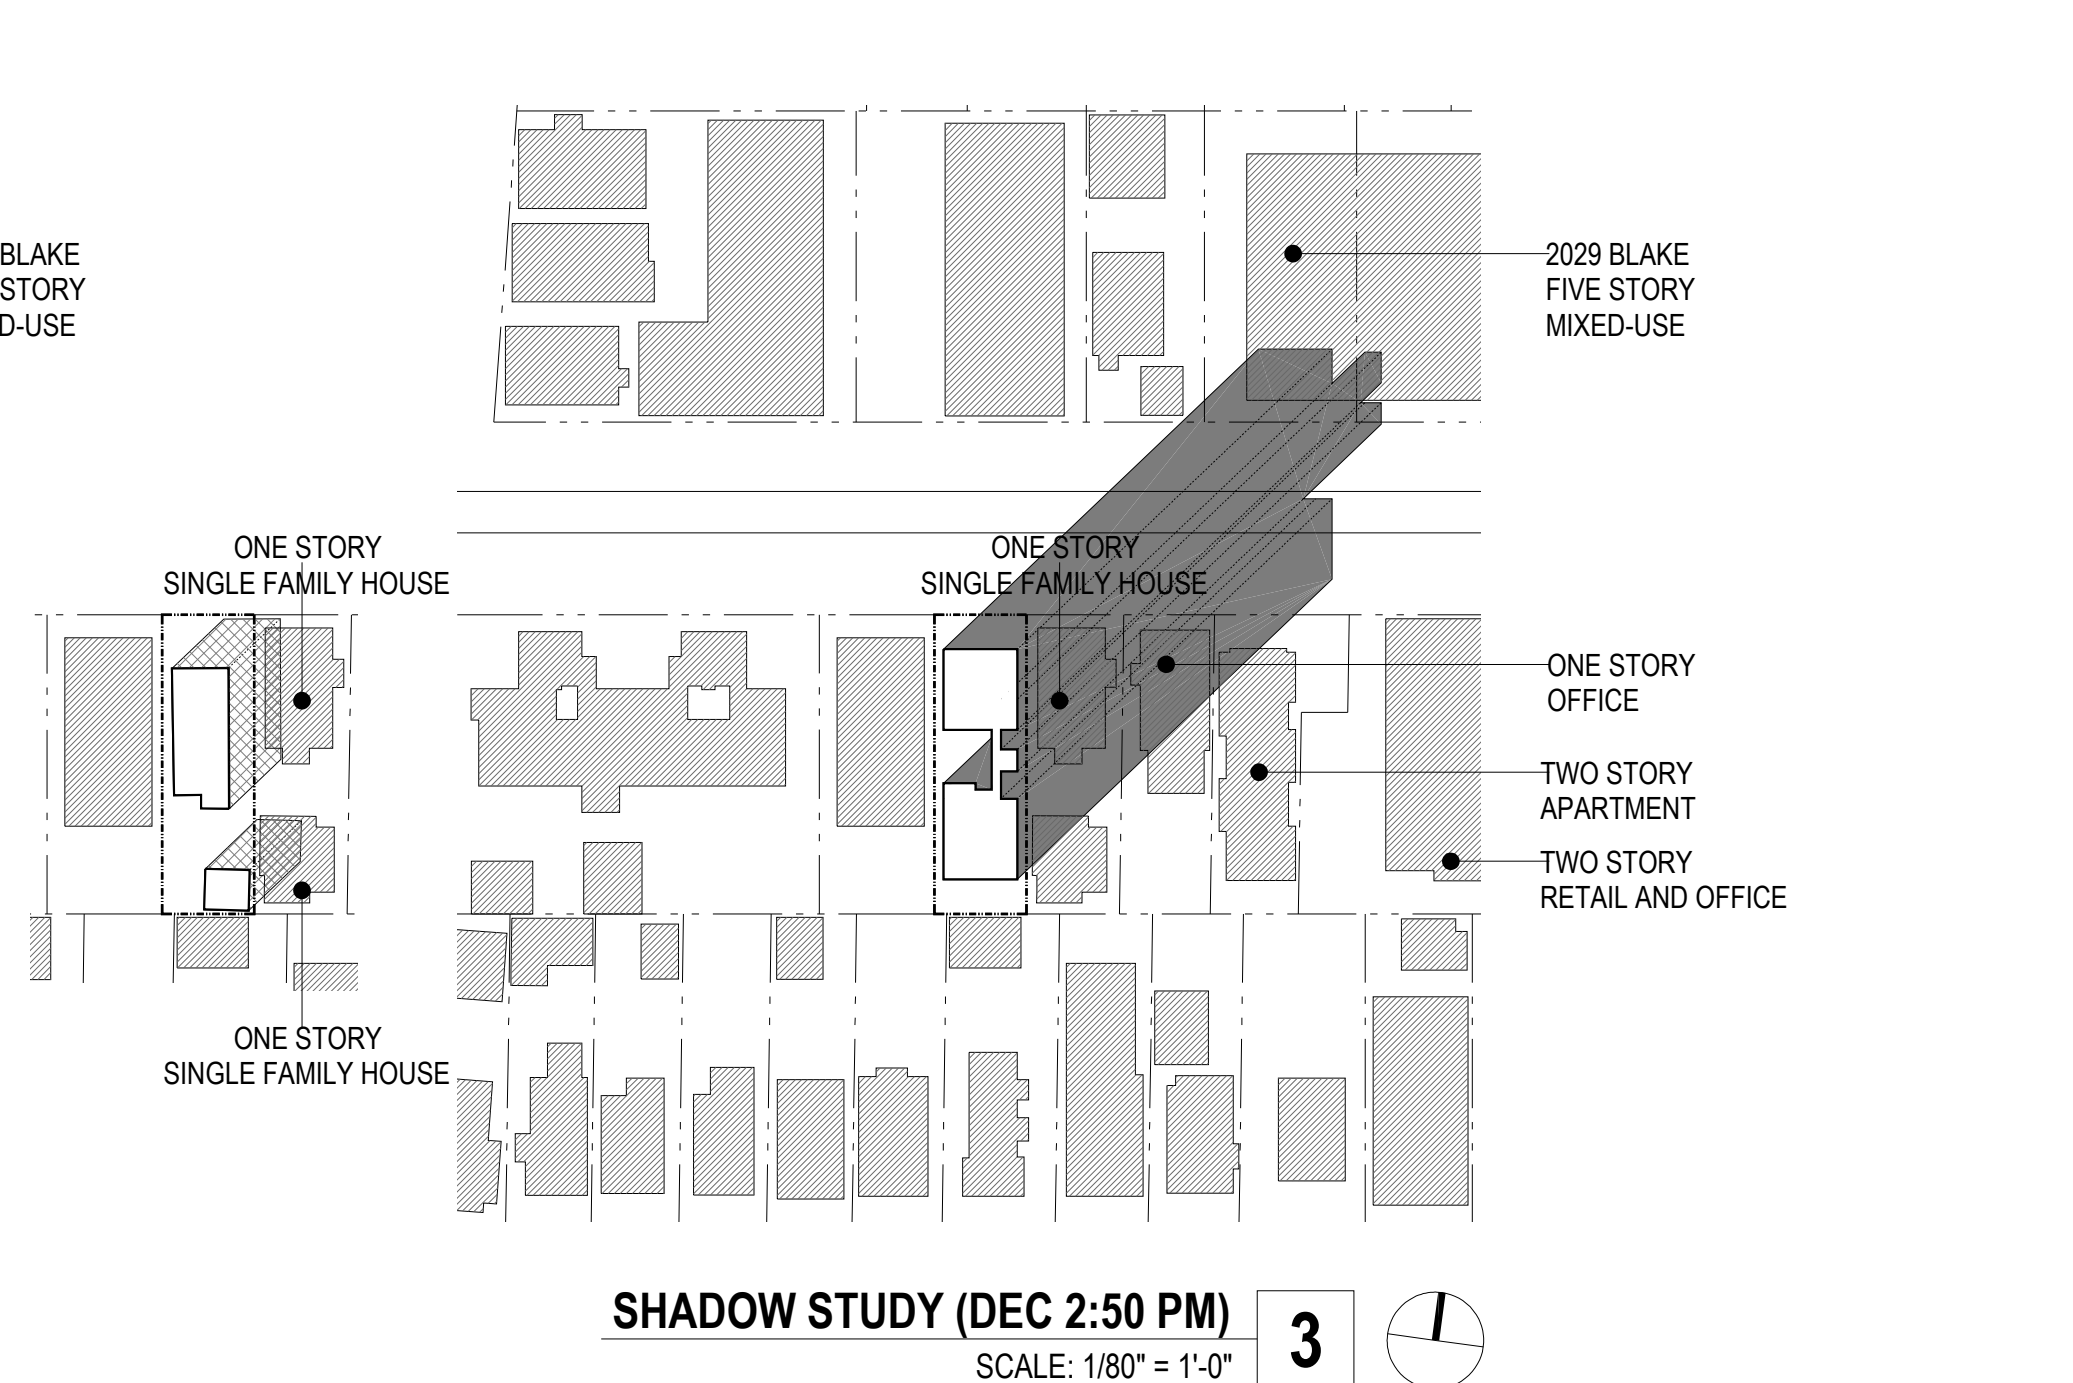 BLAKE
STORY
D-USE
2029 BLAKE
FIVE STORY
MIXED-USE
ONE STORY
SINGLE FAMILY HOUSE
ONE STORY
SINGLE FAMILY HOUSE
ONE STORY
OFFICE
TWO STORY
APARTMENT
TWO STORY
RETAIL AND OFFICE
ONE STORY
SINGLE FAMILY HOUSE
SHADOW STUDY (DEC 2:50 PM)
3
SCALE: 1/80" = 1'-0"